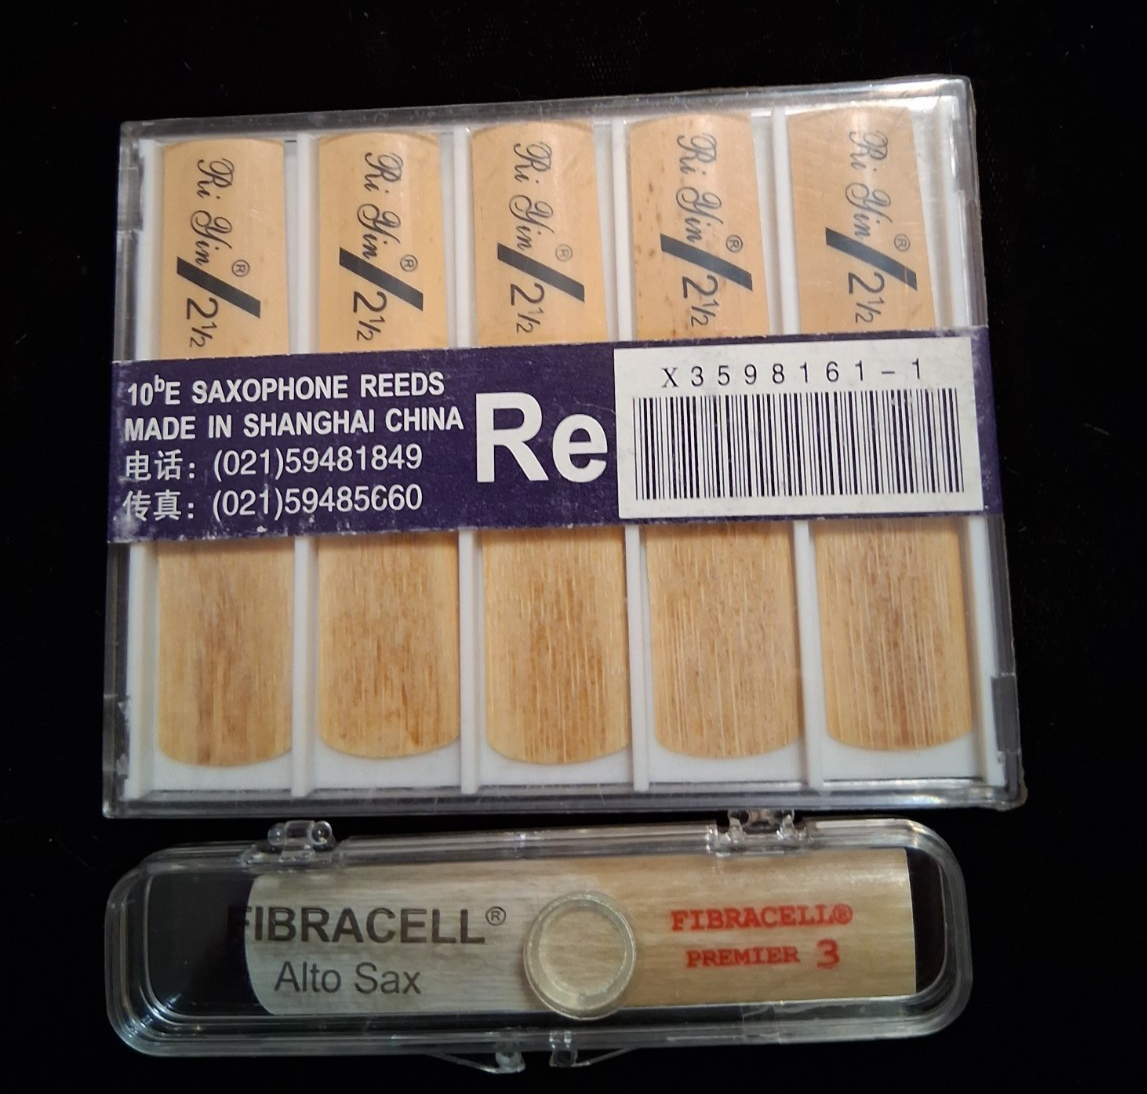 Ri Yin® 2½
Ri Yin® 2½
Ri Yin® 2½
Ri Yin® 2½
Ri Yin® 2½
10ᵇE SAXOPHONE REEDS
MADE IN SHANGHAI CHINA
电话: (021)59481849
传真: (021)59485660
Re
X3598161-1
FIBRACELL®
Alto Sax
FIBRACELL®
PREMIER 3